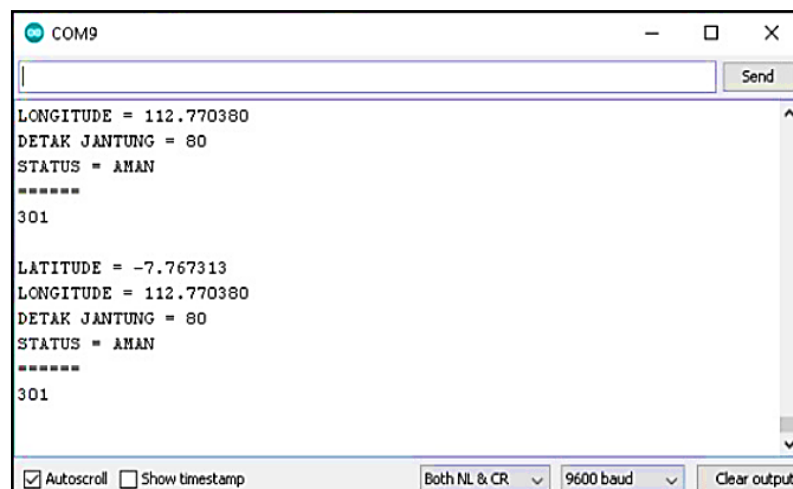 COM9
Send
LONGITUDE = 112.770380
DETAK JANTUNG = 80
STATUS = AMAN
======
301
LATITUDE = -7.767313
LONGITUDE = 112.770380
DETAK JANTUNG = 80
STATUS = AMAN
======
301
Autoscroll Show timestamp Both NL & CR 9600 baud Clear output